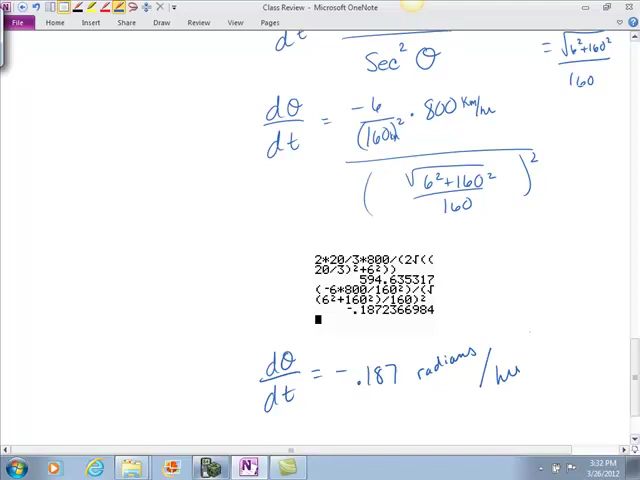 Class Review - Microsoft OneNote
File Home Insert Share Draw Review View
dt
Sec² θ
= √6²+160²
160
dθ/dt = -6/(160)² · 800 km/hr
( √6²+160² / 160 )²
2*20/3*800/(2√((
20/3)²+6²))
594.635317
(-6*800/160²)/(√
(6²+160²)/160)²
-.1872366984
dθ/dt = -.187 radians/hr
3:32 PM
3/26/2012